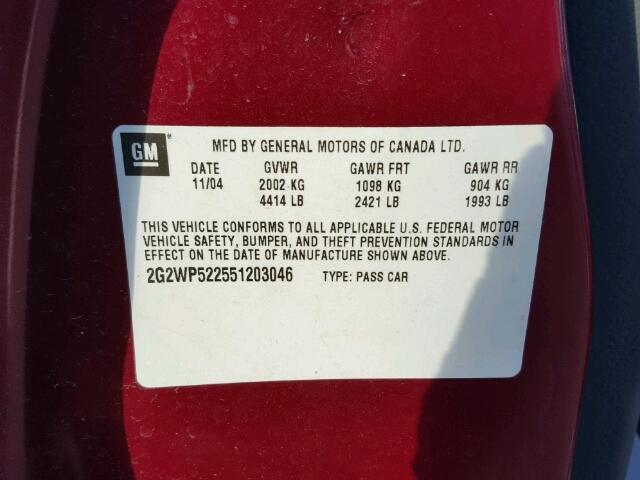 GM ®
MFD BY GENERAL MOTORS OF CANADA LTD.
DATE GVWR GAWR FRT GAWR RR
11/04 2002 KG 1098 KG 904 KG
4414 LB 2421 LB 1993 LB
THIS VEHICLE CONFORMS TO ALL APPLICABLE U.S. FEDERAL MOTOR
VEHICLE SAFETY, BUMPER, AND THEFT PREVENTION STANDARDS IN
EFFECT ON THE DATE OF MANUFACTURE SHOWN ABOVE.
2G2WP522551203046 TYPE: PASS CAR